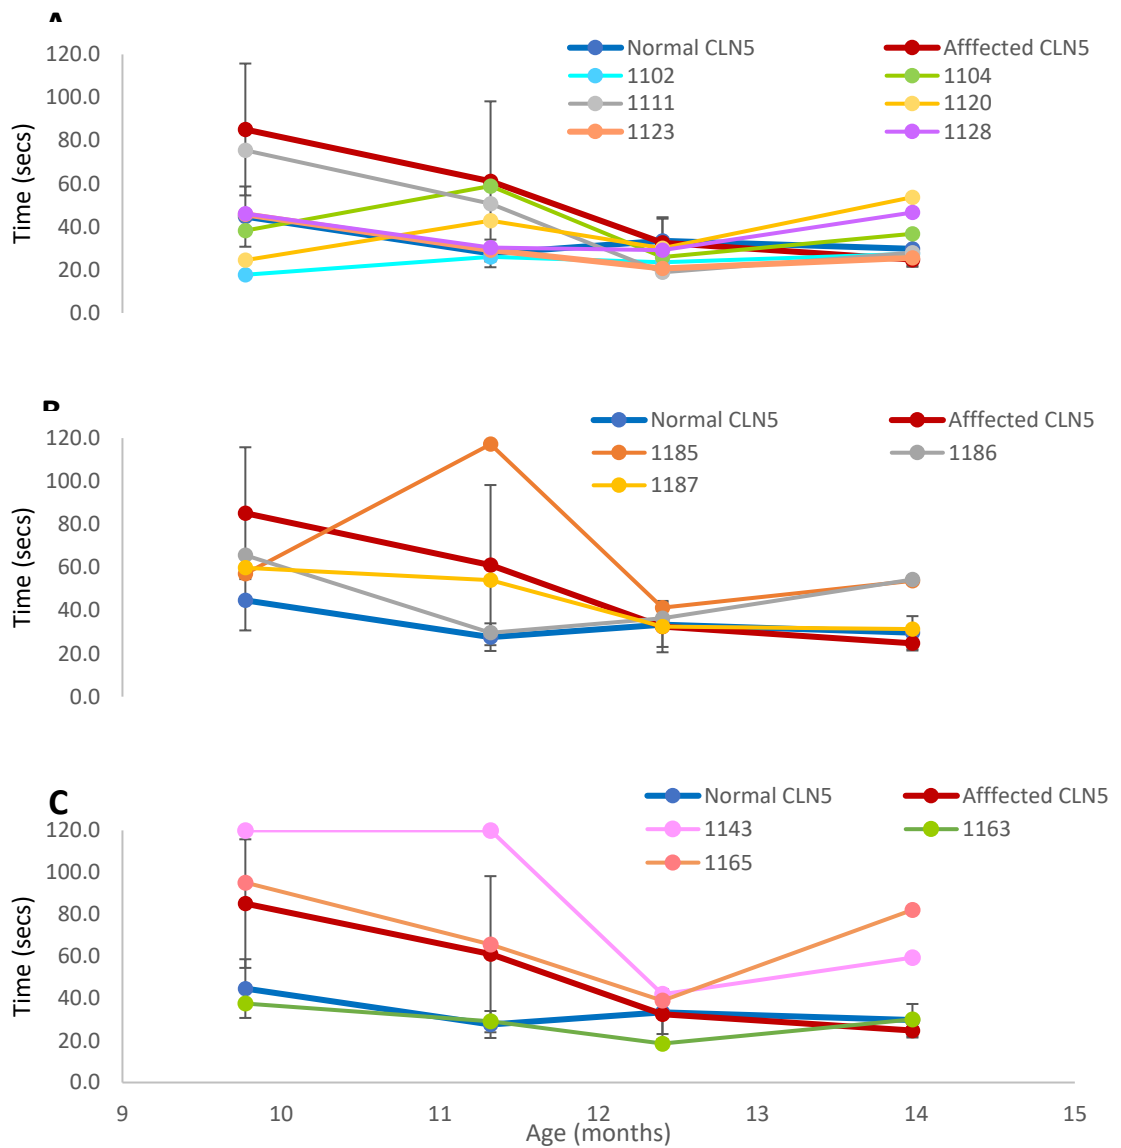 A
Normal CLN5 Afffected CLN5
1102 1104
1111 1120
1123 1128
120.0
100.0
80.0
60.0
40.0
20.0
0.0
Time (secs)
B
Normal CLN5 Afffected CLN5
1185 1186
1187
120.0
100.0
80.0
60.0
40.0
20.0
0.0
Time (secs)
C
Normal CLN5 Afffected CLN5
1143 1163
1165
120.0
100.0
80.0
60.0
40.0
20.0
0.0
Time (secs)
9 10 11 12 13 14 15
Age (months)